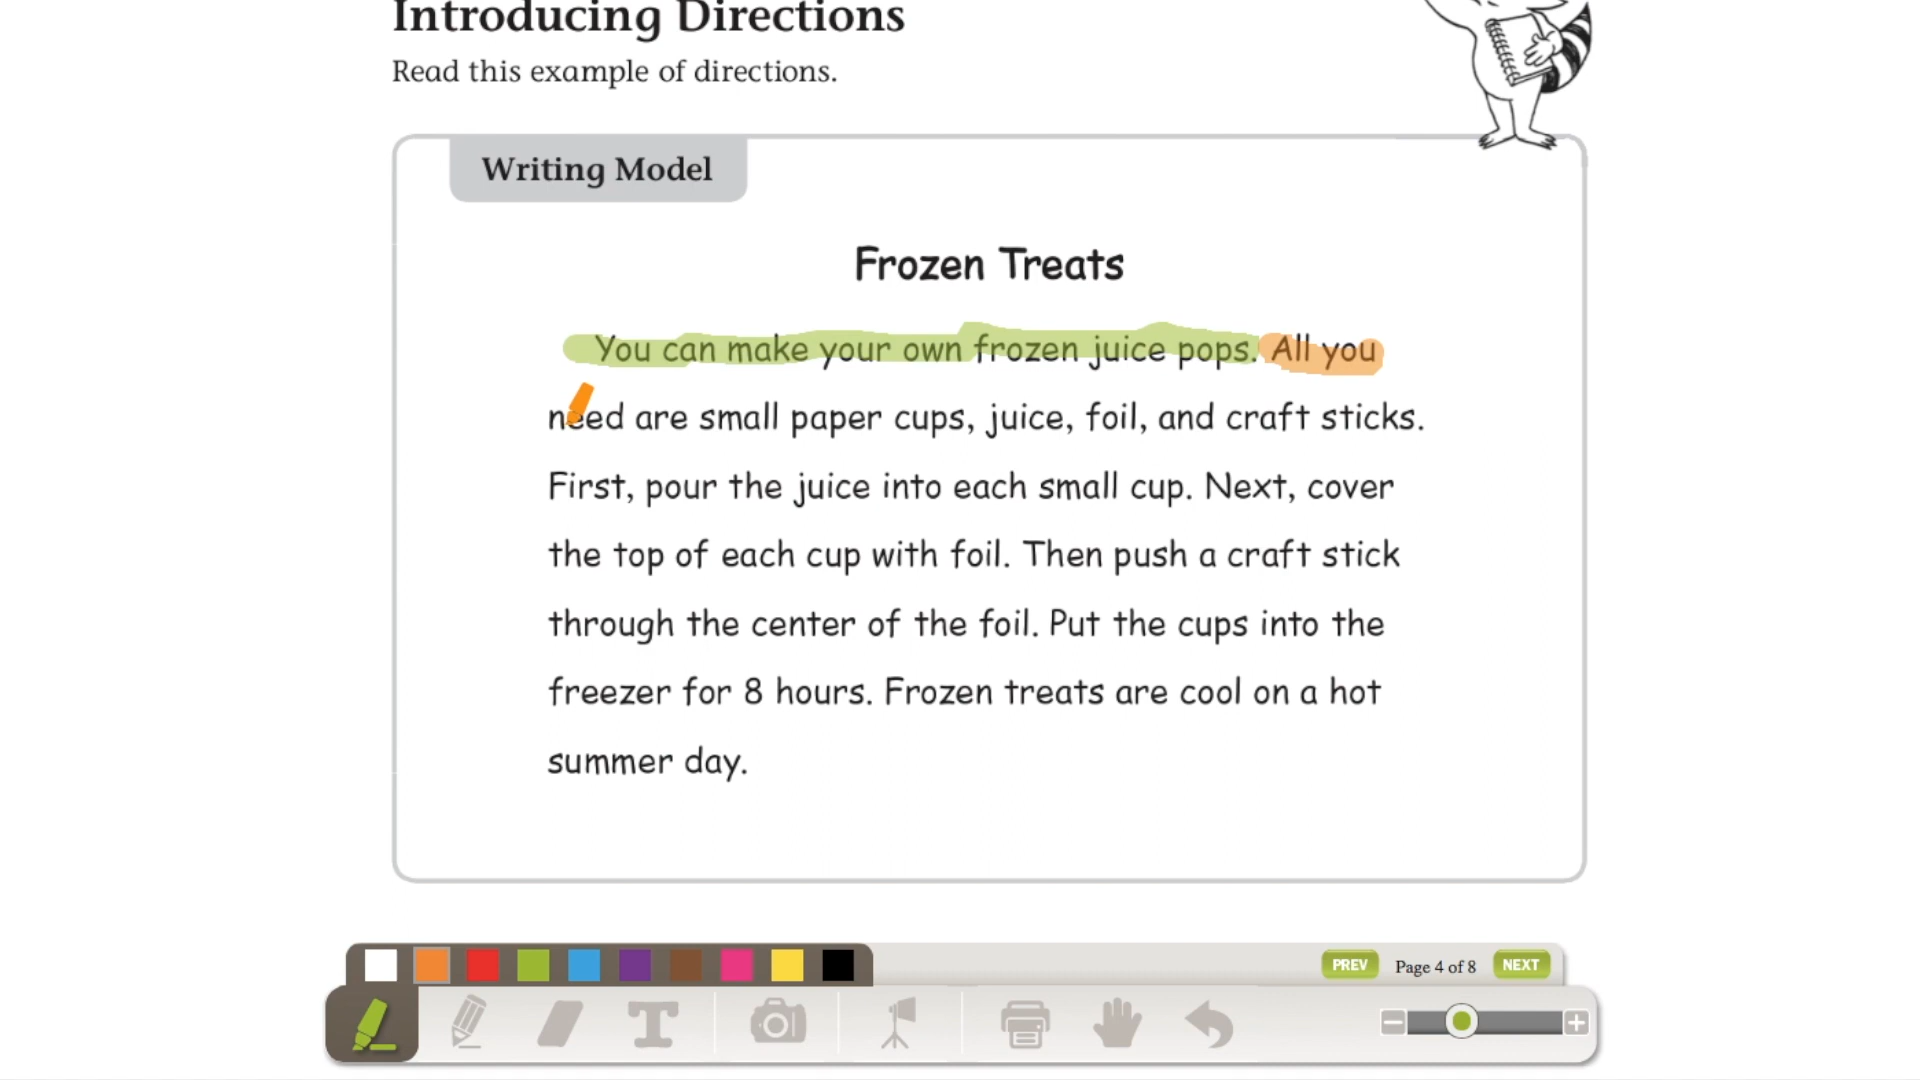 Introducing Directions
Read this example of directions.
Writing Model
Frozen Treats
You can make your own frozen juice pops. All you
need are small paper cups, juice, foil, and craft sticks.
First, pour the juice into each small cup. Next, cover
the top of each cup with foil. Then push a craft stick
through the center of the foil. Put the cups into the
freezer for 8 hours. Frozen treats are cool on a hot
summer day.
PREV Page 4 of 8 NEXT
T